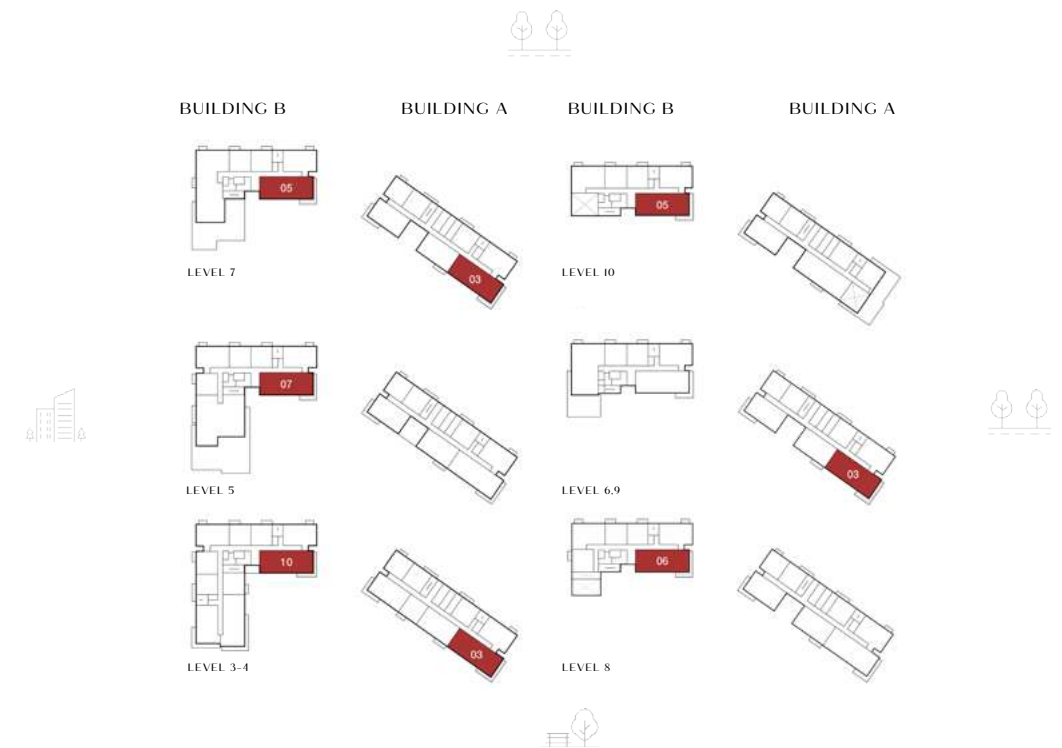 BUILDING B
BUILDING A
BUILDING B
BUILDING A
05
03
LEVEL 7
05
LEVEL 10
07
LEVEL 5
03
LEVEL 6,9
10
03
LEVEL 3-4
06
LEVEL 8